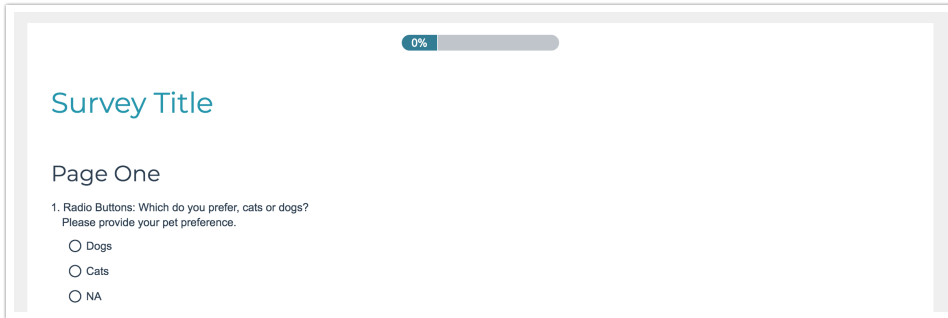 0%
Survey Title
Page One
1. Radio Buttons: Which do you prefer, cats or dogs?
Please provide your pet preference.
Dogs
Cats
NA